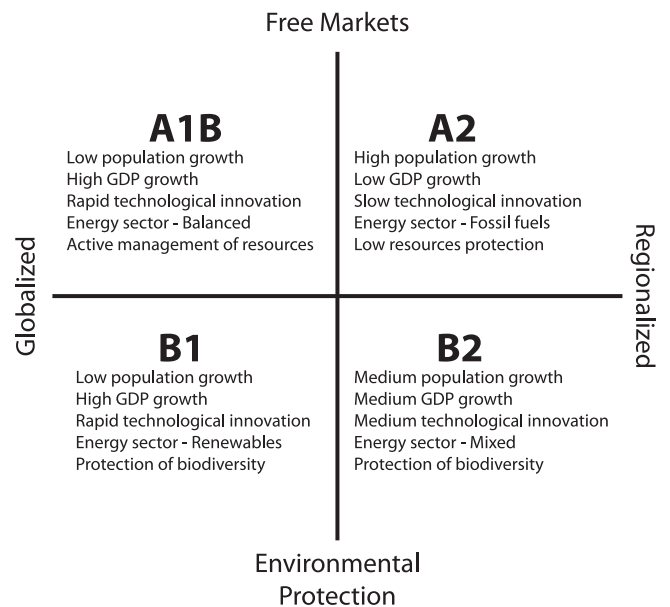 Free Markets
A1B
Low population growth
High GDP growth
Rapid technological innovation
Energy sector - Balanced
Active management of resources
A2
High population growth
Low GDP growth
Slow technological innovation
Energy sector - Fossil fuels
Low resources protection
Globalized
Regionalized
B1
Low population growth
High GDP growth
Rapid technological innovation
Energy sector - Renewables
Protection of biodiversity
B2
Medium population growth
Medium GDP growth
Medium technological innovation
Energy sector - Mixed
Protection of biodiversity
Environmental
Protection